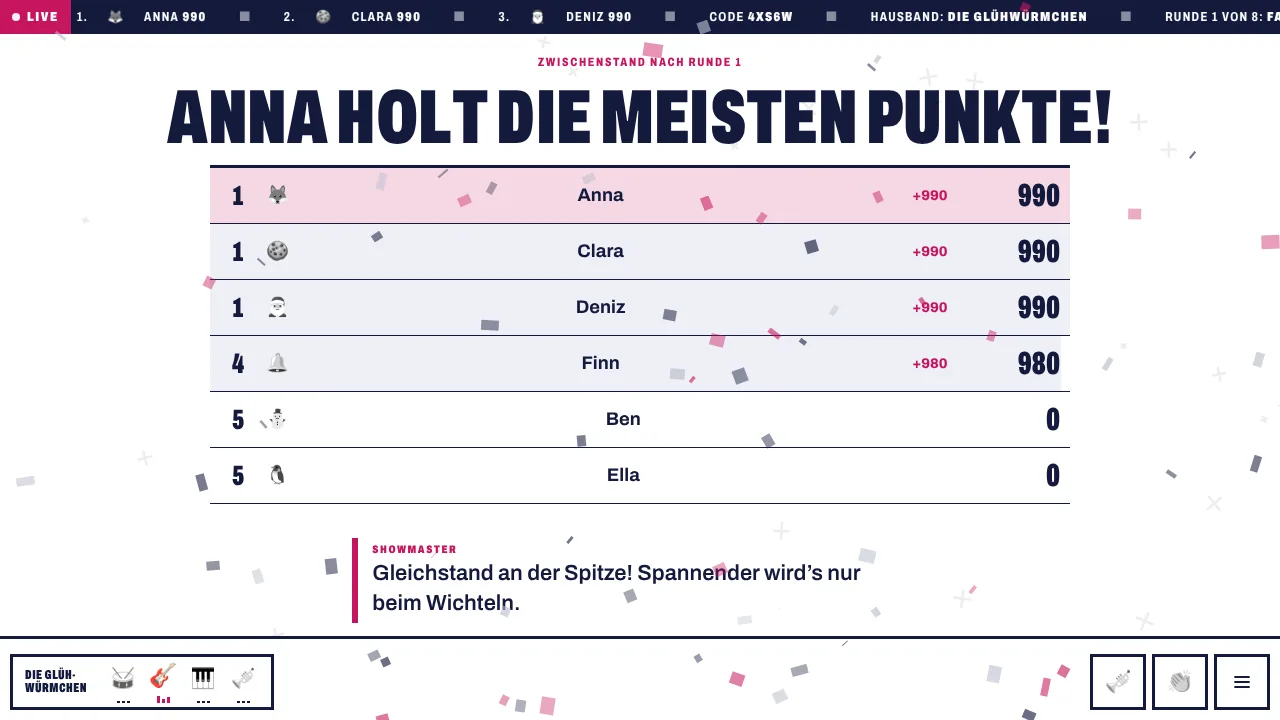 LIVE 1. ANNA 990 2. CLARA 990 3. DENIZ 990 CODE 4XS6W HAUSBAND: DIE GLÜHWÜRMCHEN RUNDE 1 VON 8:
ZWISCHENSTAND NACH RUNDE 1
ANNA HOLT DIE MEISTEN PUNKTE!
1 Anna +990 990
1 Clara +990 990
1 Deniz +990 990
4 Finn +980 980
5 Ben 0
5 Ella 0
SHOWMASTER
Gleichstand an der Spitze! Spannender wird’s nur
beim Wichteln.
DIE GLÜH-
WÜRMCHEN